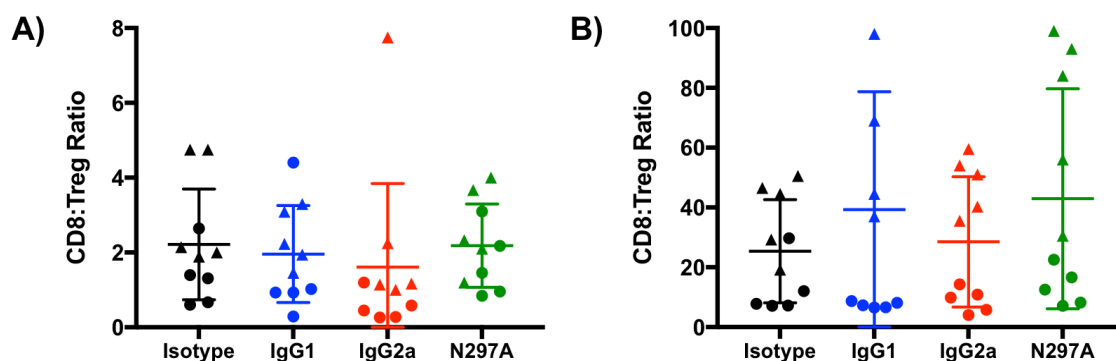 A)
CD8:Treg Ratio
8
6
4
2
0
Isotype IgG1 IgG2a N297A
B)
CD8:Treg Ratio
100
80
60
40
20
0
Isotype IgG1 IgG2a N297A